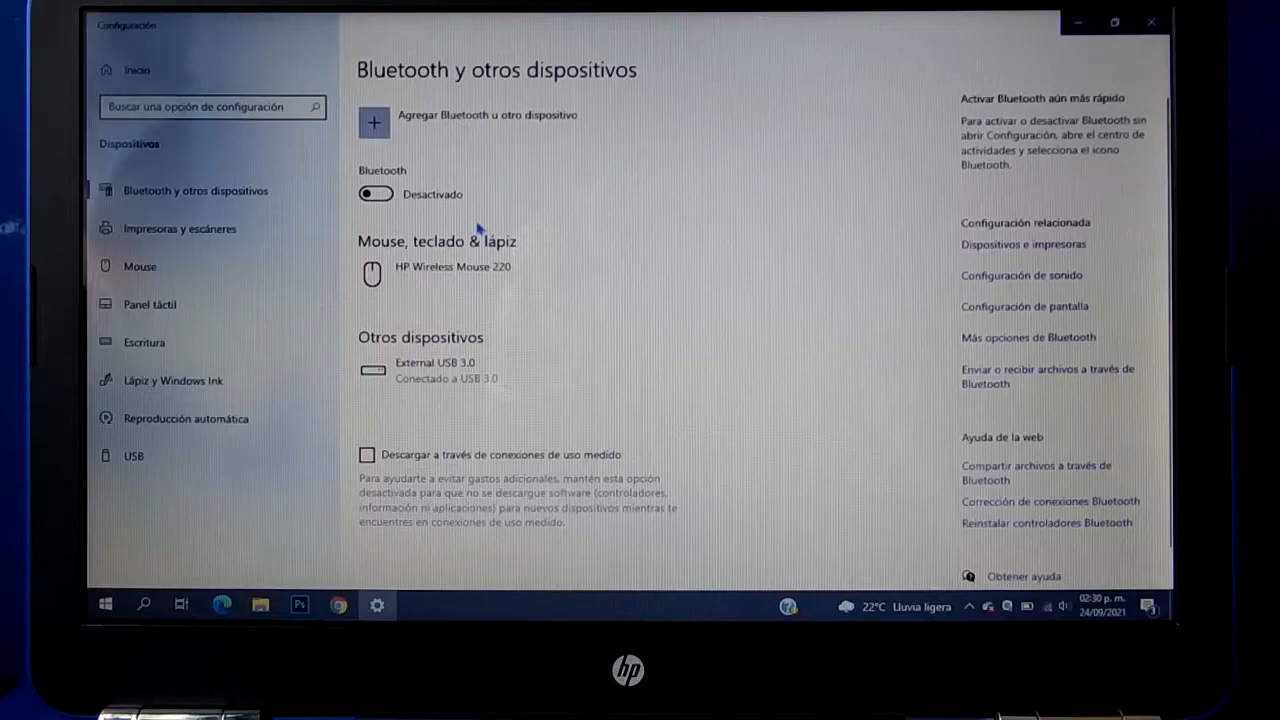 Configuración
Inicio
Buscar una opción de configuración
Dispositivos
Bluetooth y otros dispositivos
Impresoras y escáneres
Mouse
Panel táctil
Escritura
Lápiz y Windows Ink
Reproducción automática
USB
Bluetooth y otros dispositivos
Agregar Bluetooth u otro dispositivo
Bluetooth
Desactivado
Mouse, teclado & lápiz
HP Wireless Mouse 220
Otros dispositivos
External USB 3.0
Conectado a USB 3.0
Descargar a través de conexiones de uso medido
Para ayudarte a evitar gastos adicionales, mantén esta opción
desactivada para que no se descargue software (controladores,
información ni aplicaciones) para nuevos dispositivos mientras te
encuentres en conexiones de uso medido.
Activar Bluetooth aún más rápido
Para activar o desactivar Bluetooth sin
abrir Configuración, abre el centro de
actividades y selecciona el icono
Bluetooth.
Configuración relacionada
Dispositivos e impresoras
Configuración de sonido
Configuración de pantalla
Más opciones de Bluetooth
Enviar o recibir archivos a través de
Bluetooth
Ayuda de la web
Compartir archivos a través de
Bluetooth
Corrección de conexiones Bluetooth
Reinstalar controladores Bluetooth
Obtener ayuda
Ps
22°C Lluvia ligera
02:30 p. m.
24/09/2021
3
hp